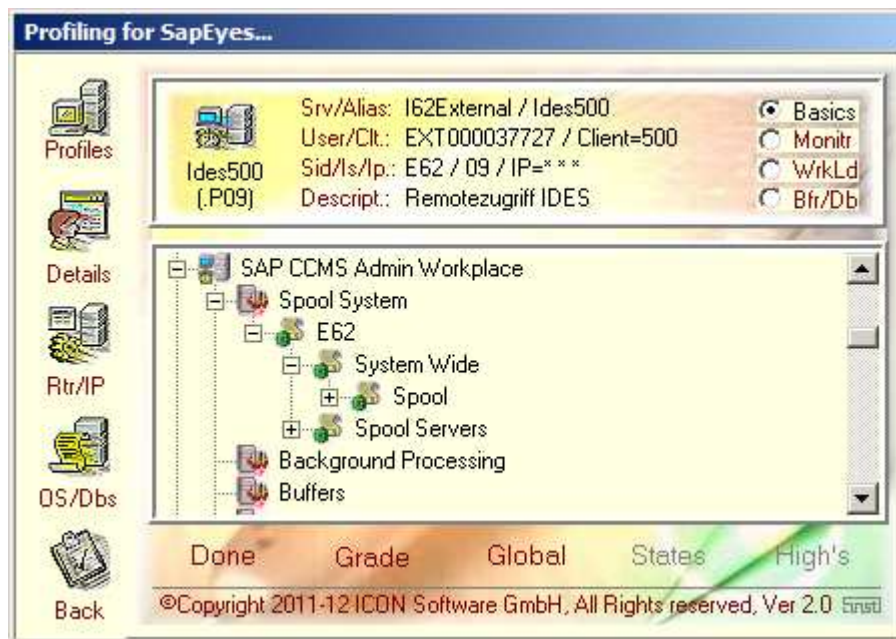 Profiling for SapEyes...
Profiles
Details
Rtr/IP
OS/Dbs
Back
Ides500
(.P09)
Srv/Alias: I62External / Ides500
User/Clt.: EXT000037727 / Client=500
Sid/Is/Ip.: E62 / 09 / IP=* * *
Descript.: Remotezugriff IDES
Basics
Monitr
WrkLd
Bfr/Db
SAP CCMS Admin Workplace
Spool System
E62
System Wide
Spool
Spool Servers
Background Processing
Buffers
Done Grade Global States High's
©Copyright 2011-12 ICON Software GmbH, All Rights reserved, Ver 2.0